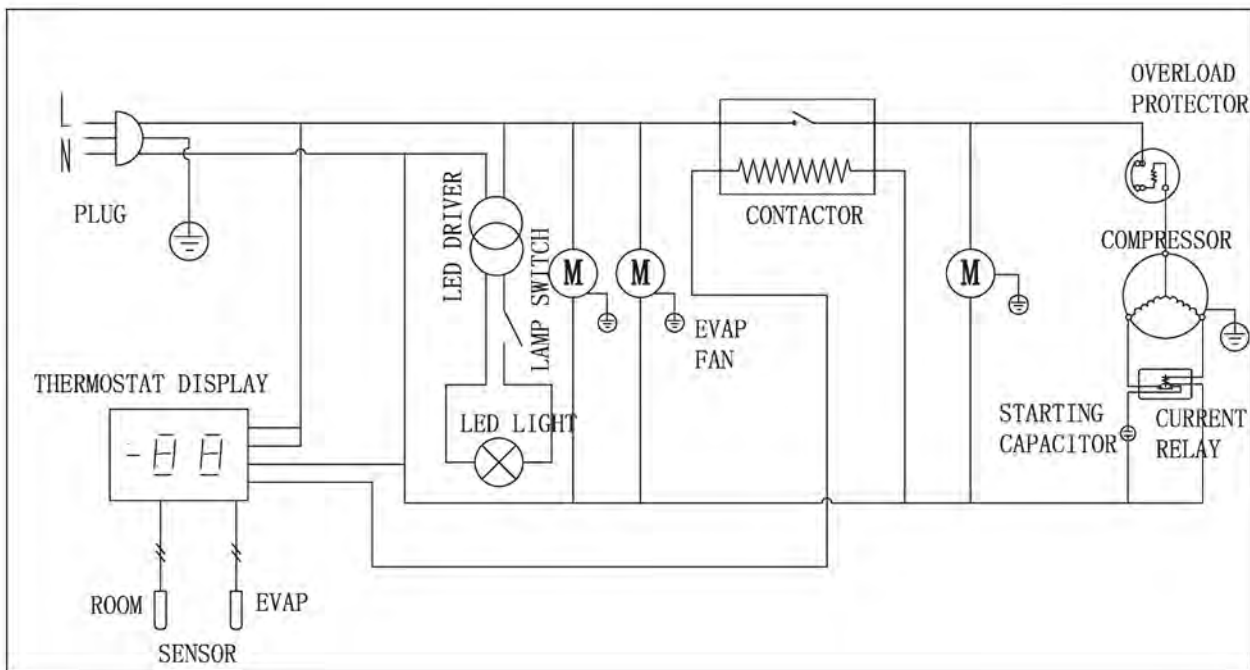 L
N
PLUG
LED DRIVER
LAMP SWITCH
LED LIGHT
M
M
EVAP
FAN
CONTACTOR
M
OVERLOAD
PROTECTOR
COMPRESSOR
STARTING
CAPACITOR
CURRENT
RELAY
THERMOSTAT DISPLAY
-88
ROOM
EVAP
SENSOR